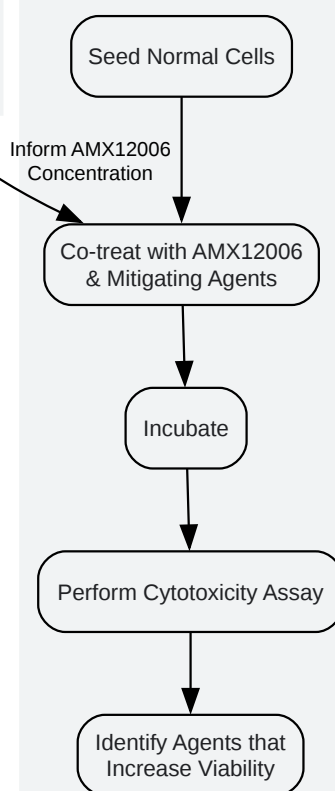 Seed Normal Cells
Inform AMX12006
Concentration
Co-treat with AMX12006
& Mitigating Agents
Incubate
Perform Cytotoxicity Assay
Identify Agents that
Increase Viability